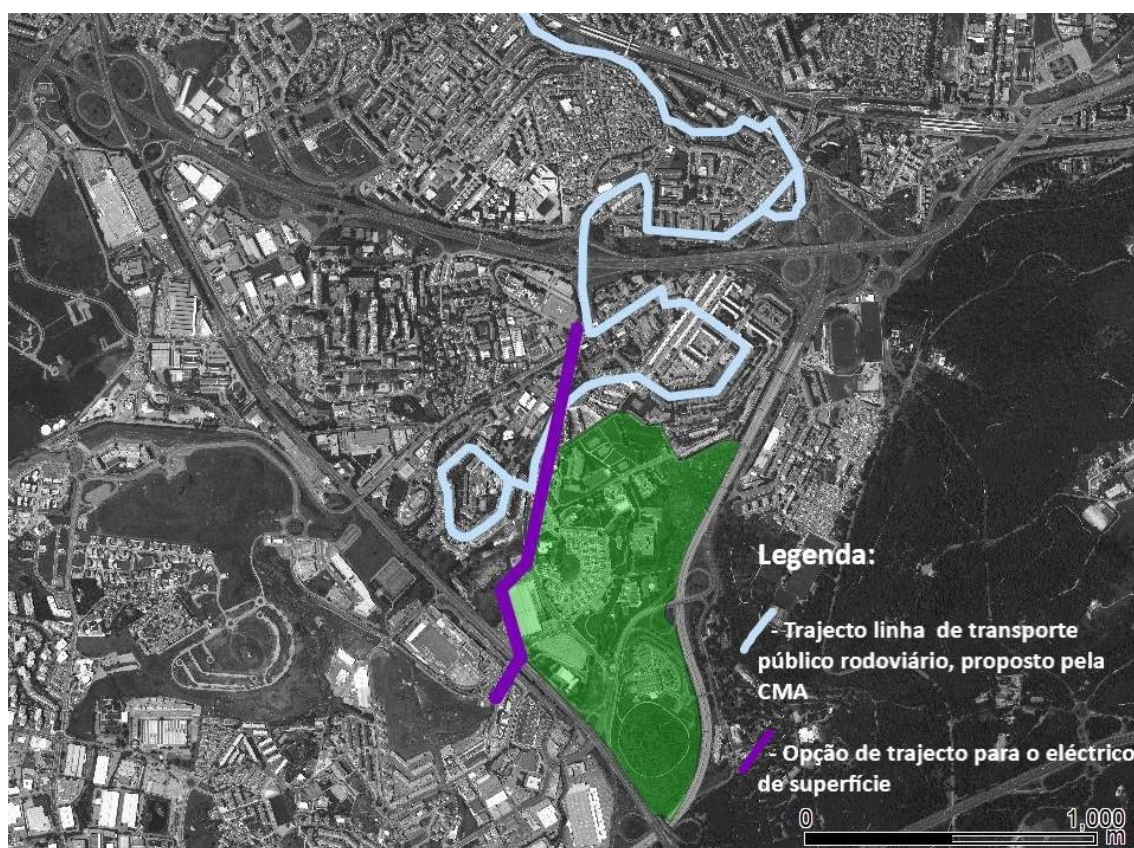 Legenda:
- Trajecto linha de transporte
público rodoviário, proposto pela
CMA
- Opção de trajecto para o eléctrico
de superfície
0 1,000
m